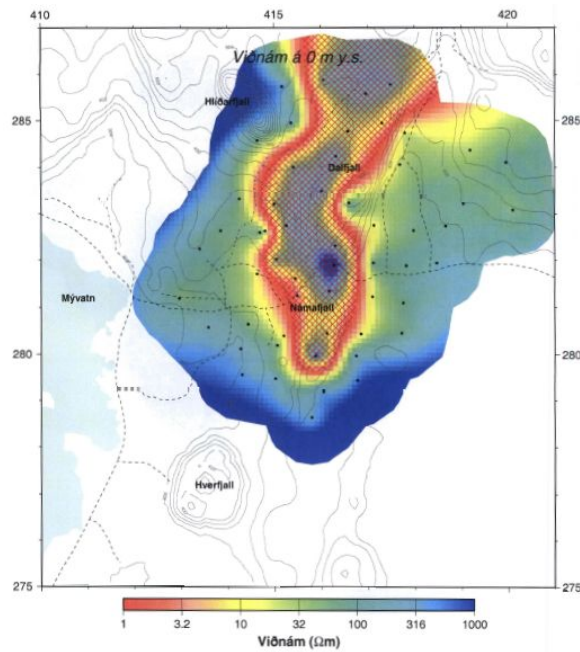 410 415 420
Viðnám á 0 m y.s.
Hlíðarfjall
285 285
Dalfjall
Mývatn
Námafjall
280 280
Hverfjall
275 275
1 3.2 10 32 100 316 1000
Viðnám (Ωm)